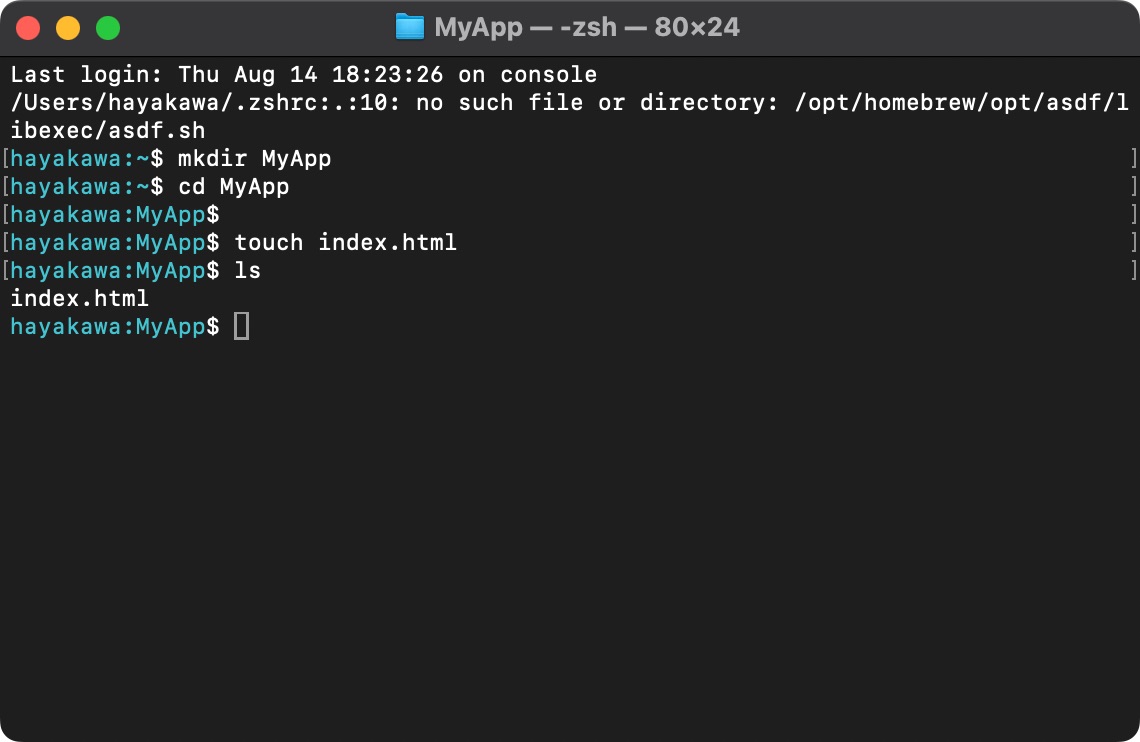 MyApp — -zsh — 80×24
Last login: Thu Aug 14 18:23:26 on console
/Users/hayakawa/.zshrc:.:10: no such file or directory: /opt/homebrew/opt/asdf/l
ibexec/asdf.sh
[hayakawa:~$ mkdir MyApp ]
[hayakawa:~$ cd MyApp ]
[hayakawa:MyApp$ ]
[hayakawa:MyApp$ touch index.html ]
[hayakawa:MyApp$ ls ]
index.html
hayakawa:MyApp$